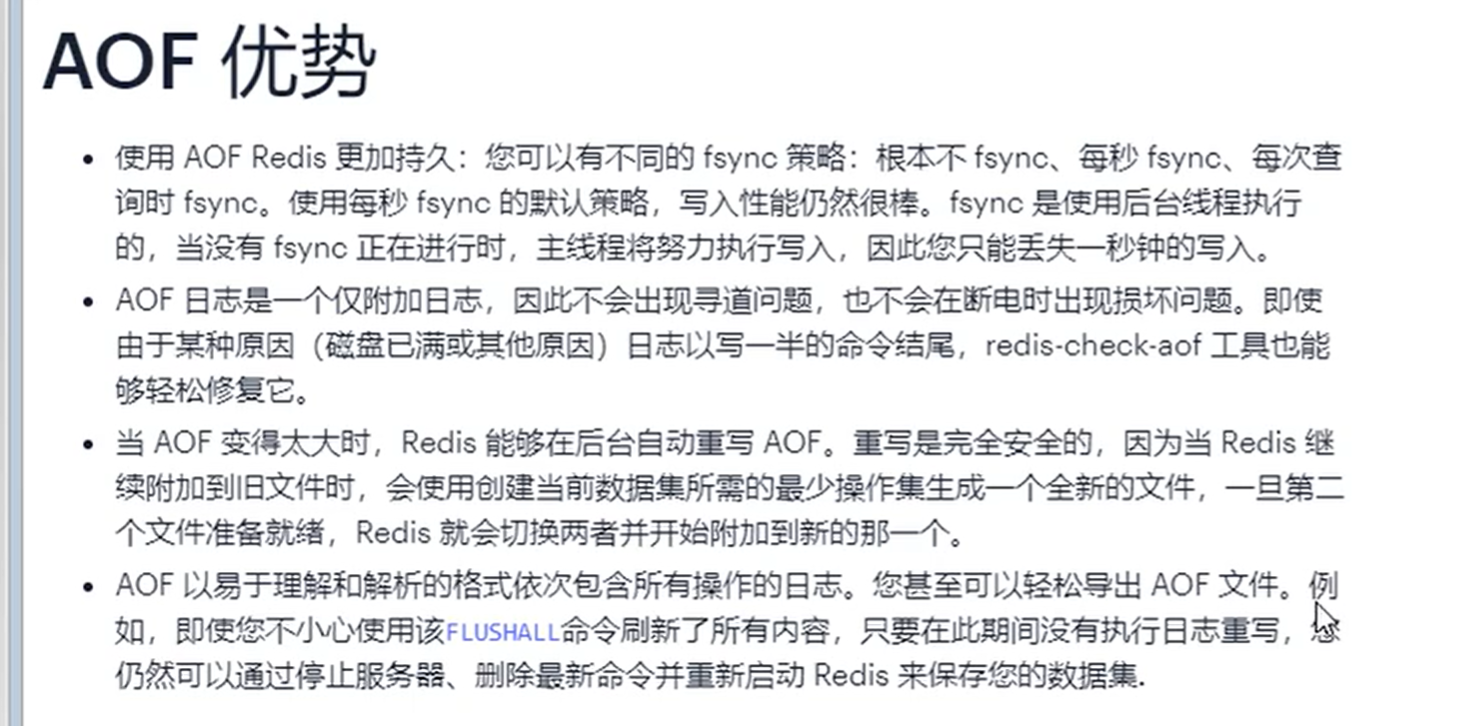 AOF 优势
使用 AOF Redis 更加持久：您可以有不同的 fsync 策略：根本不 fsync、每秒 fsync、每次查
询时 fsync。使用每秒 fsync 的默认策略，写入性能仍然很棒。fsync 是使用后台线程执行
的，当没有 fsync 正在进行时，主线程将努力执行写入，因此您只能丢失一秒钟的写入。
AOF 日志是一个仅附加日志，因此不会出现寻道问题，也不会在断电时出现损坏问题。即使
由于某种原因（磁盘已满或其他原因）日志以写一半的命令结尾，redis-check-aof 工具也能
够轻松修复它。
当 AOF 变得太大时，Redis 能够在后台自动重写 AOF。重写是完全安全的，因为当 Redis 继
续附加到旧文件时，会使用创建当前数据集所需的最少操作集生成一个全新的文件，一旦第二
个文件准备就绪，Redis 就会切换两者并开始附加到新的那一个。
AOF 以易于理解和解析的格式依次包含所有操作的日志。您甚至可以轻松导出 AOF 文件。例
如，即使您不小心使用该FLUSHALL命令刷新了所有内容，只要在此期间没有执行日志重写，您
仍然可以通过停止服务器、删除最新命令并重新启动 Redis 来保存您的数据集.